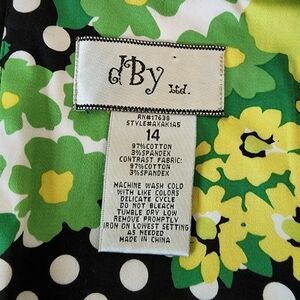 dBy Ltd.
RN#17639
STYLE#AXAK1A5
14
97%COTTON
3%SPANDEX
CONTRAST FABRIC:
97%COTTON
3%SPANDEX
MACHINE WASH COLD
WITH LIKE COLORS
DELICATE CYCLE
DO NOT BLEACH
TUMBLE DRY LOW
REMOVE PROMPTLY
IRON ON LOWEST SETTING
AS NEEDED
MADE IN CHINA